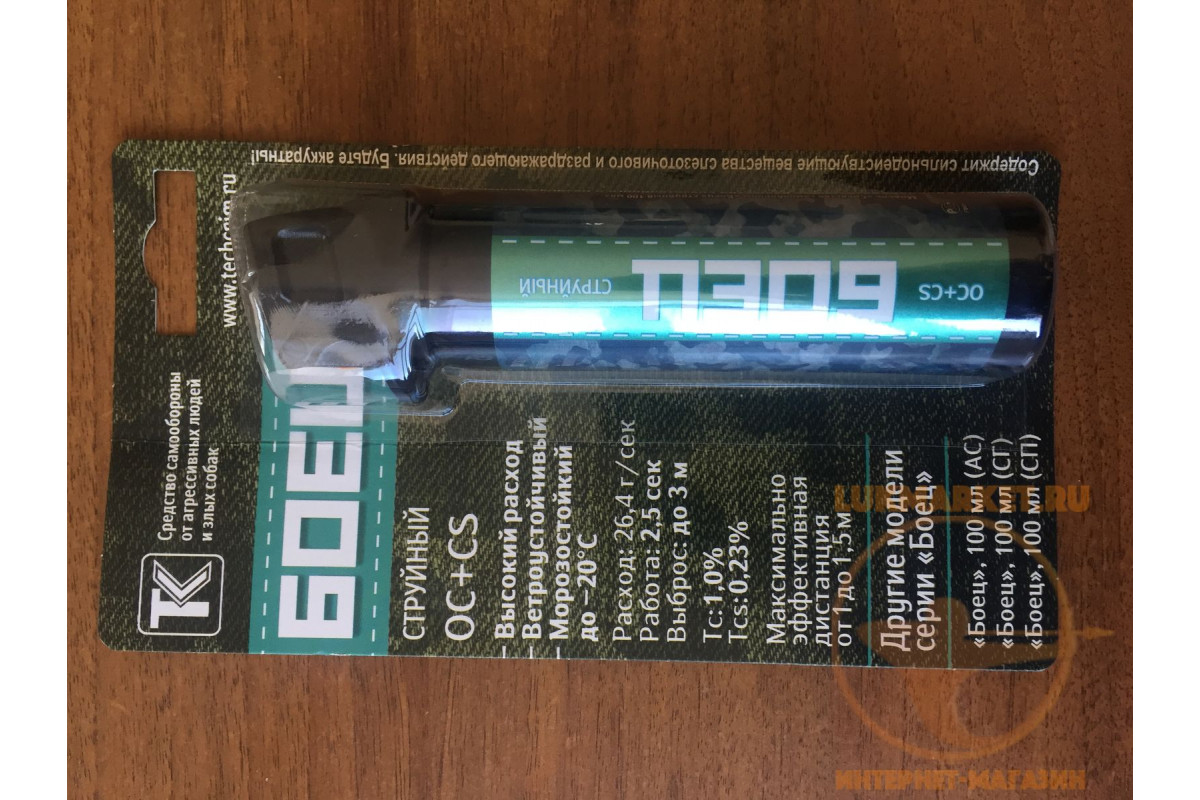 ТК
Средство самообороны
от агрессивных людей
и злых собак
www.techcrim.ru
БОЕЦ
СТРУЙНЫЙ
OC+CS
Высокий расход
Ветроустойчивый
Морозостойкий
до −20°С
Расход: 26,4 г/сек
Работа: 2,5 сек
Выброс: до 3 м
Тс: 1,0%
Tcs: 0,23%
Максимально
эффективная
дистанция
от 1 до 1,5 м
Другие модели
серии «Боец»
«Боец», 100 мл (АС)
«Боец», 100 мл (СГ)
«Боец», 100 мл (СП)
OC+CS
БОЕЦ
СТРУЙНЫЙ
Содержит сильнодействующие вещества слезоточивого и раздражающего действия. Будьте аккуратны!
LUKMARKET.RU
ИНТЕРНЕТ-МАГАЗИН